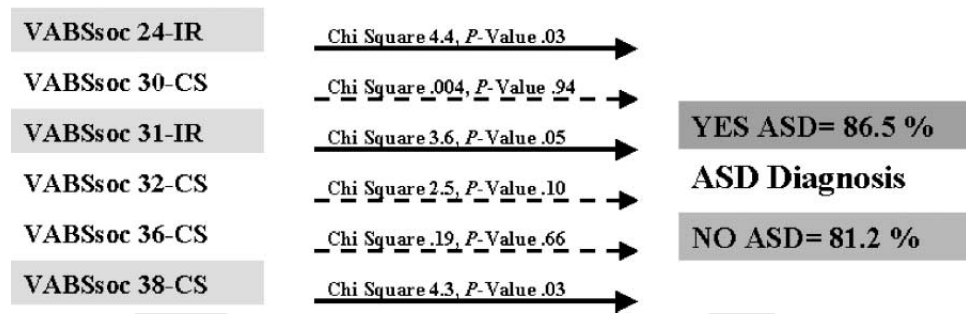 VABSsoc 24-IR
Chi Square 4.4, P-Value .03
VABSsoc 30-CS
Chi Square .004, P-Value .94
VABSsoc 31-IR
Chi Square 3.6, P-Value .05
YES ASD= 86.5 %
VABSsoc 32-CS
Chi Square 2.5, P-Value .10
ASD Diagnosis
VABSsoc 36-CS
Chi Square .19, P-Value .66
NO ASD= 81.2 %
VABSsoc 38-CS
Chi Square 4.3, P-Value .03